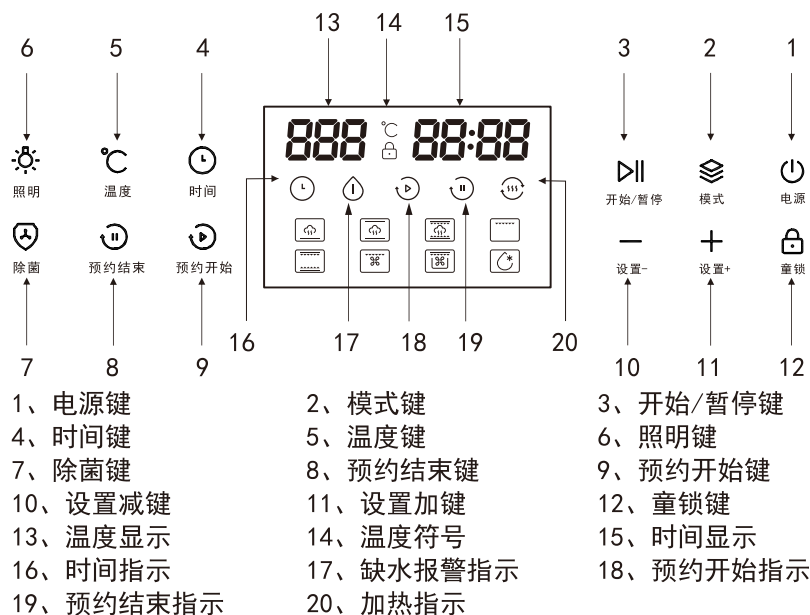 13 14 15
6 5 4 3 2 1
888 ℃ 88:88
照明 温度 时间 开始/暂停 模式 电源
16 20
除菌 预约结束 预约开始 设置- 设置+ 童锁
16 17 18 19 20
7 8 9 10 11 12
1、电源键 2、模式键 3、开始/暂停键
4、时间键 5、温度键 6、照明键
7、除菌键 8、预约结束键 9、预约开始键
10、设置减键 11、设置加键 12、童锁键
13、温度显示 14、温度符号 15、时间显示
16、时间指示 17、缺水报警指示 18、预约开始指示
19、预约结束指示 20、加热指示